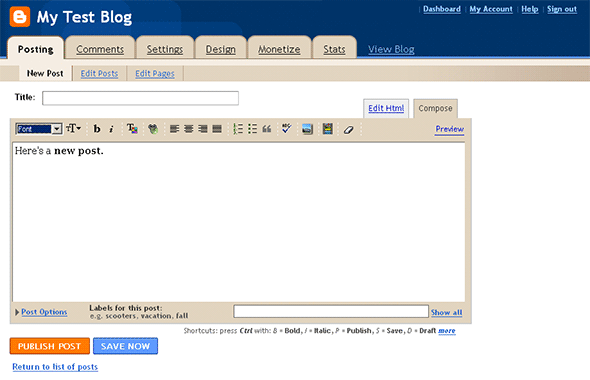 My Test Blog
Dashboard | My Account | Help | Sign out
Posting Comments Settings Design Monetize Stats View Blog
New Post Edit Posts Edit Pages
Title:
Edit Html Compose
Font b i ABC Preview
Here's a new post.
Post Options Labels for this post: Show all
e.g. scooters, vacation, fall
Shortcuts: press Ctrl with: B = Bold, I = Italic, P = Publish, S = Save, D = Draft more
PUBLISH POST SAVE NOW
Return to list of posts